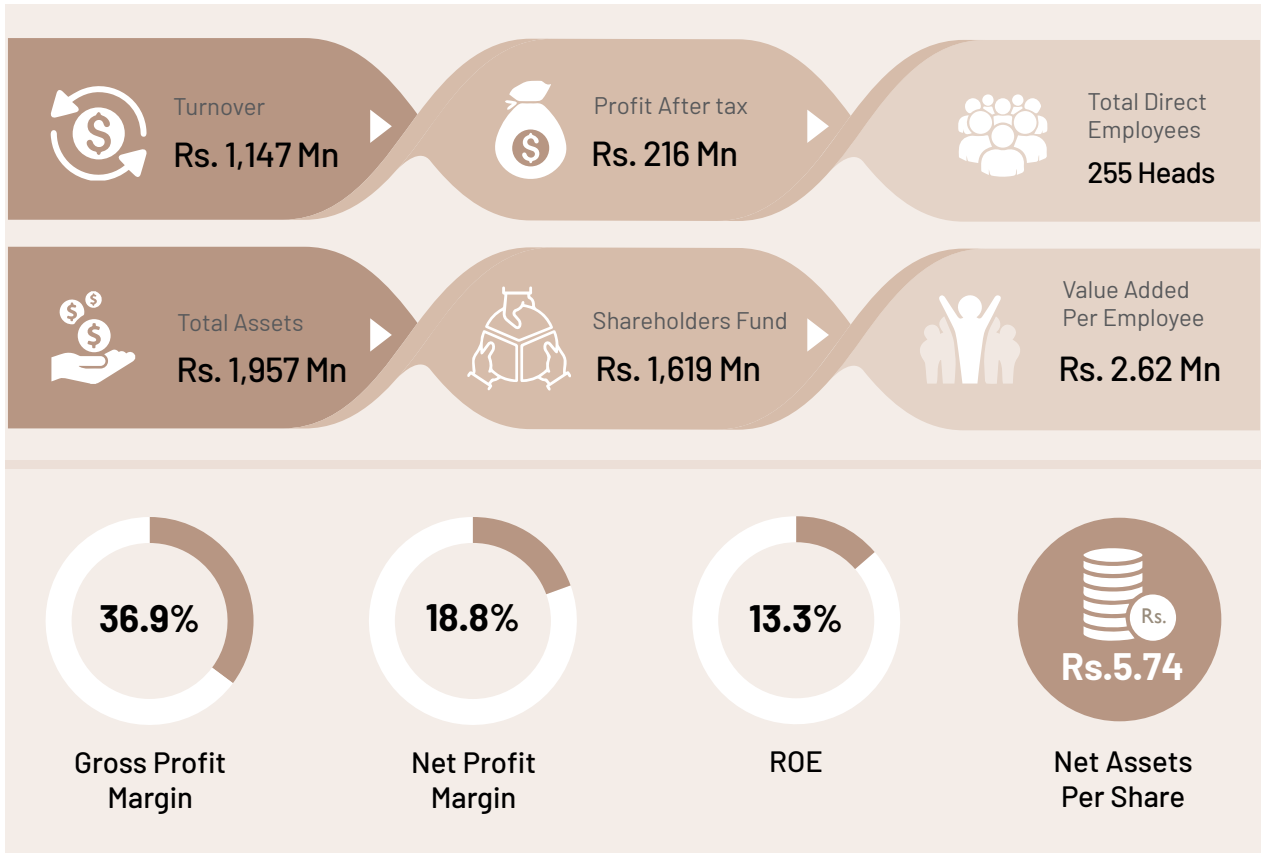 Turnover
Rs. 1,147 Mn
Profit After tax
Rs. 216 Mn
Total Direct
Employees
255 Heads
Total Assets
Rs. 1,957 Mn
Shareholders Fund
Rs. 1,619 Mn
Value Added
Per Employee
Rs. 2.62 Mn
36.9%
Gross Profit
Margin
18.8%
Net Profit
Margin
13.3%
ROE
Rs.
Rs.5.74
Net Assets
Per Share